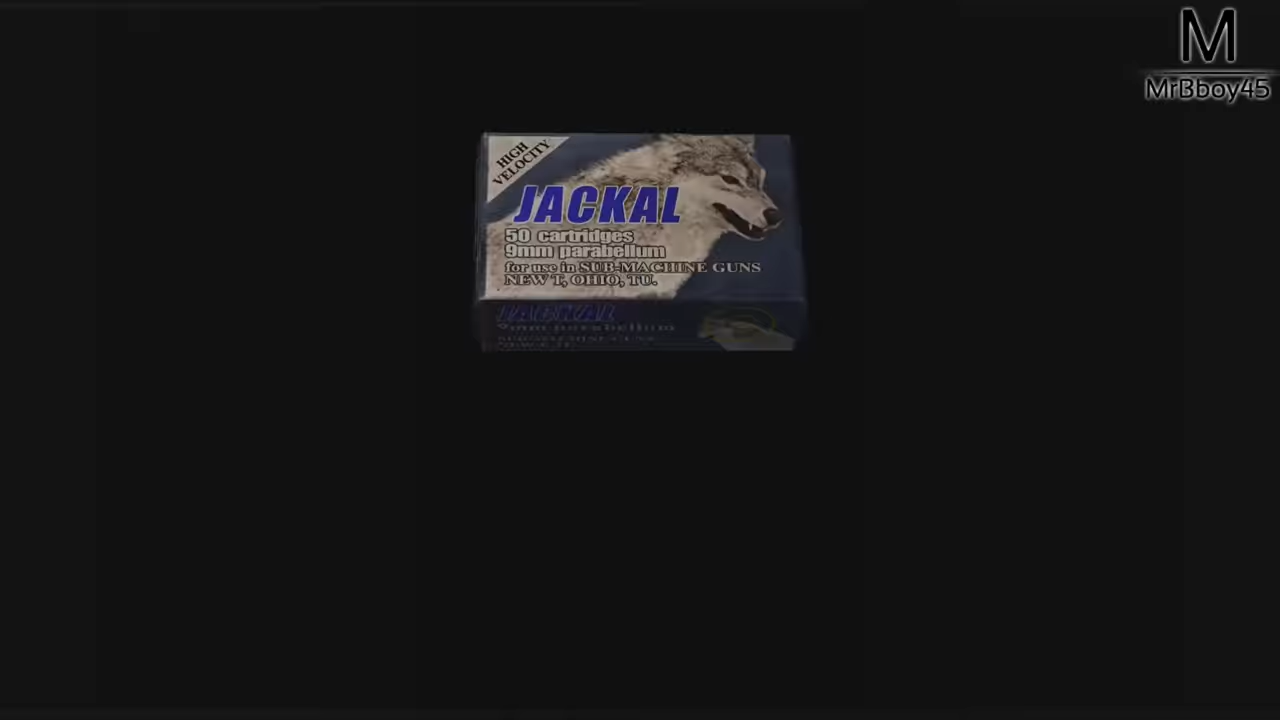 M
MrBboy45
HIGH
VELOCITY
JACKAL
50 cartridges
9mm parabellum
for use in SUB-MACHINE GUNS
NEW T, OHIO, TU.
JACKAL
9mm parabellum